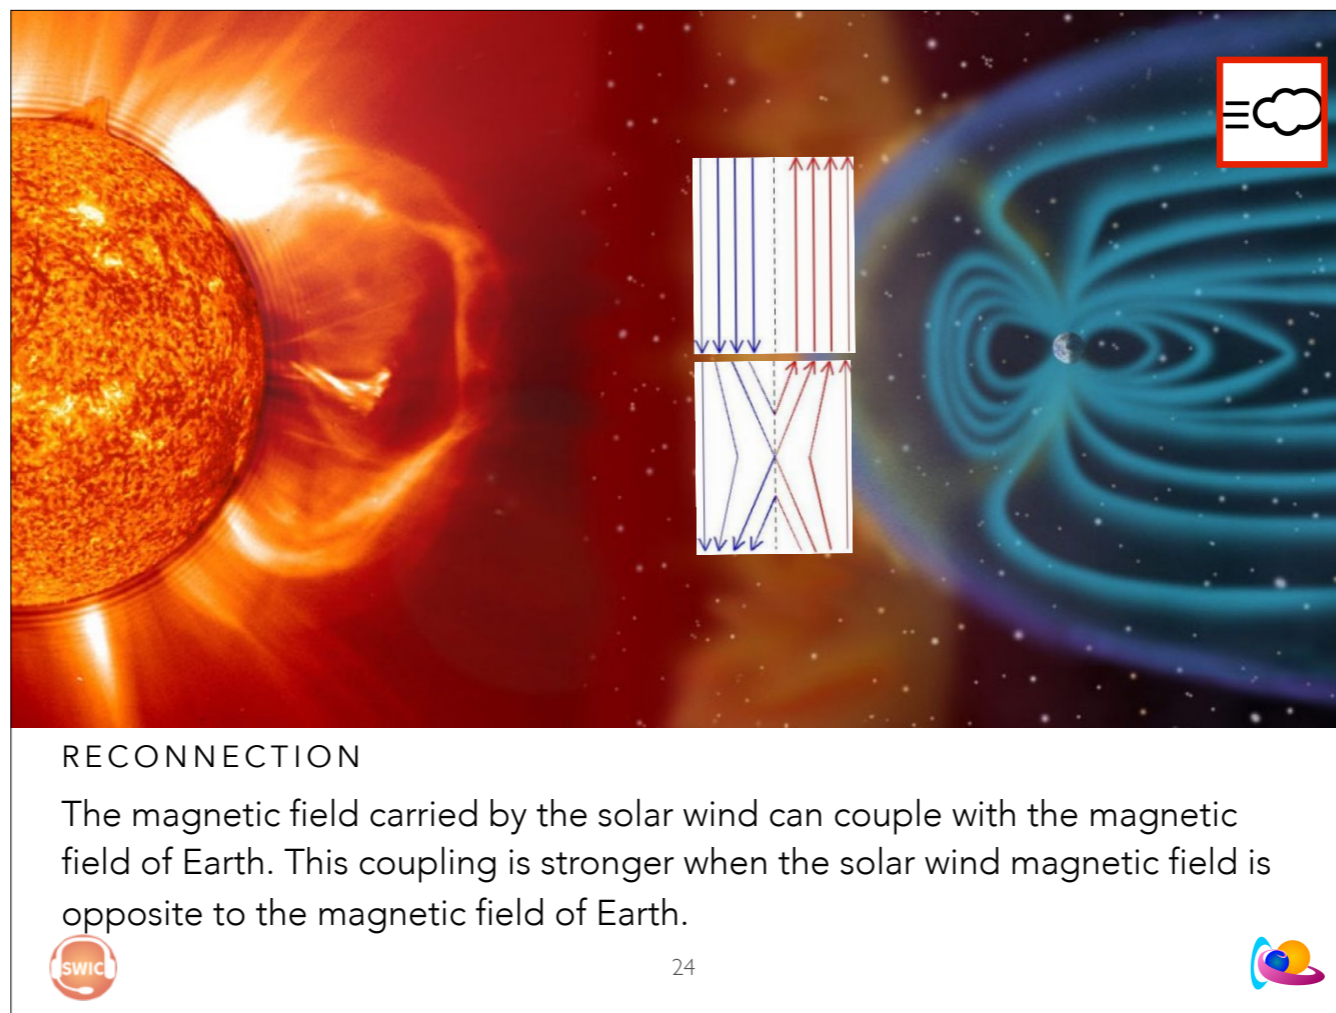 RECONNECTION
The magnetic field carried by the solar wind can couple with the magnetic
field of Earth. This coupling is stronger when the solar wind magnetic field is
opposite to the magnetic field of Earth.
SWIC
24